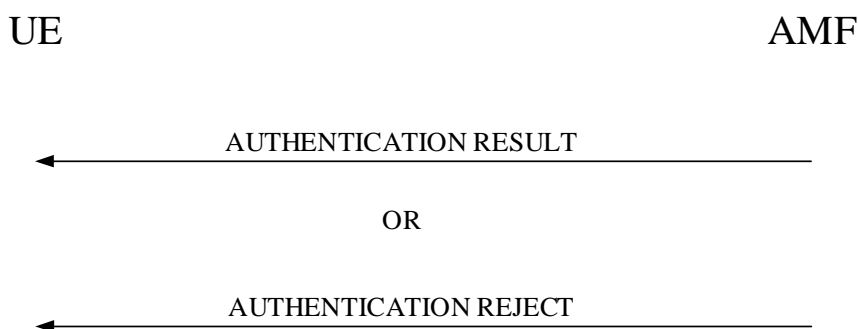 UE AMF
AUTHENTICATION RESULT
OR
AUTHENTICATION REJECT